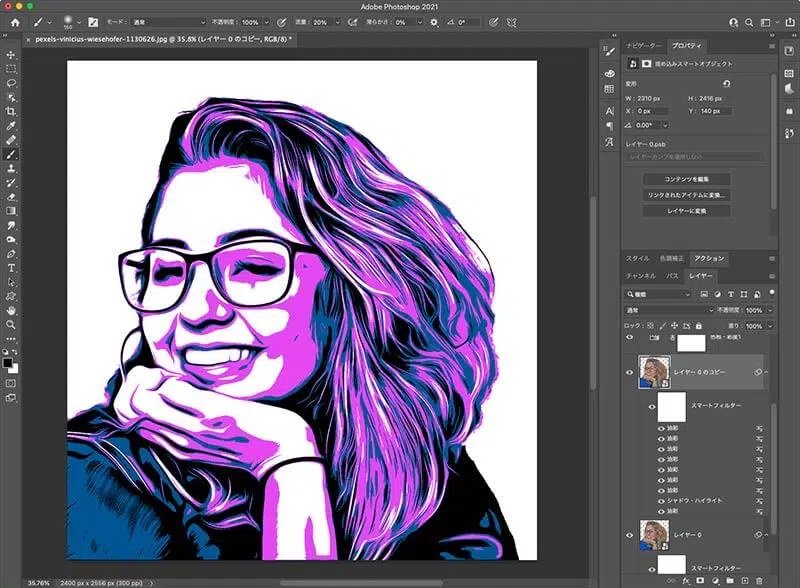 Adobe Photoshop 2021
モード： 通常 不透明度： 100% 流量： 20% 滑らかさ： 0% 0°
pexels-vinicius-wiesehofer-1130626.jpg @ 35.8% (レイヤー 0 のコピー, RGB/8) *
ナビゲーター プロパティ
埋め込みスマートオブジェクト
変形
W： 2310 px H： 2416 px
X： 0 px Y： 140 px
0.00°
レイヤー 0.psb
レイヤーカンプを適用しない
コンテンツを編集
リンクされたアイテムに変換...
レイヤーに変換
スタイル 色調補正 アクション
チャンネル パス レイヤー
種類
通常 不透明度： 100%
ロック： 塗り： 100%
レイヤー 0 のコピー
スマートフィルター
油彩
油彩
油彩
油彩
油彩
油彩
油彩
シャドウ・ハイライト
油彩
レイヤー 0
スマートフィルター
35.76% 2400 px x 2556 px (300 ppi)